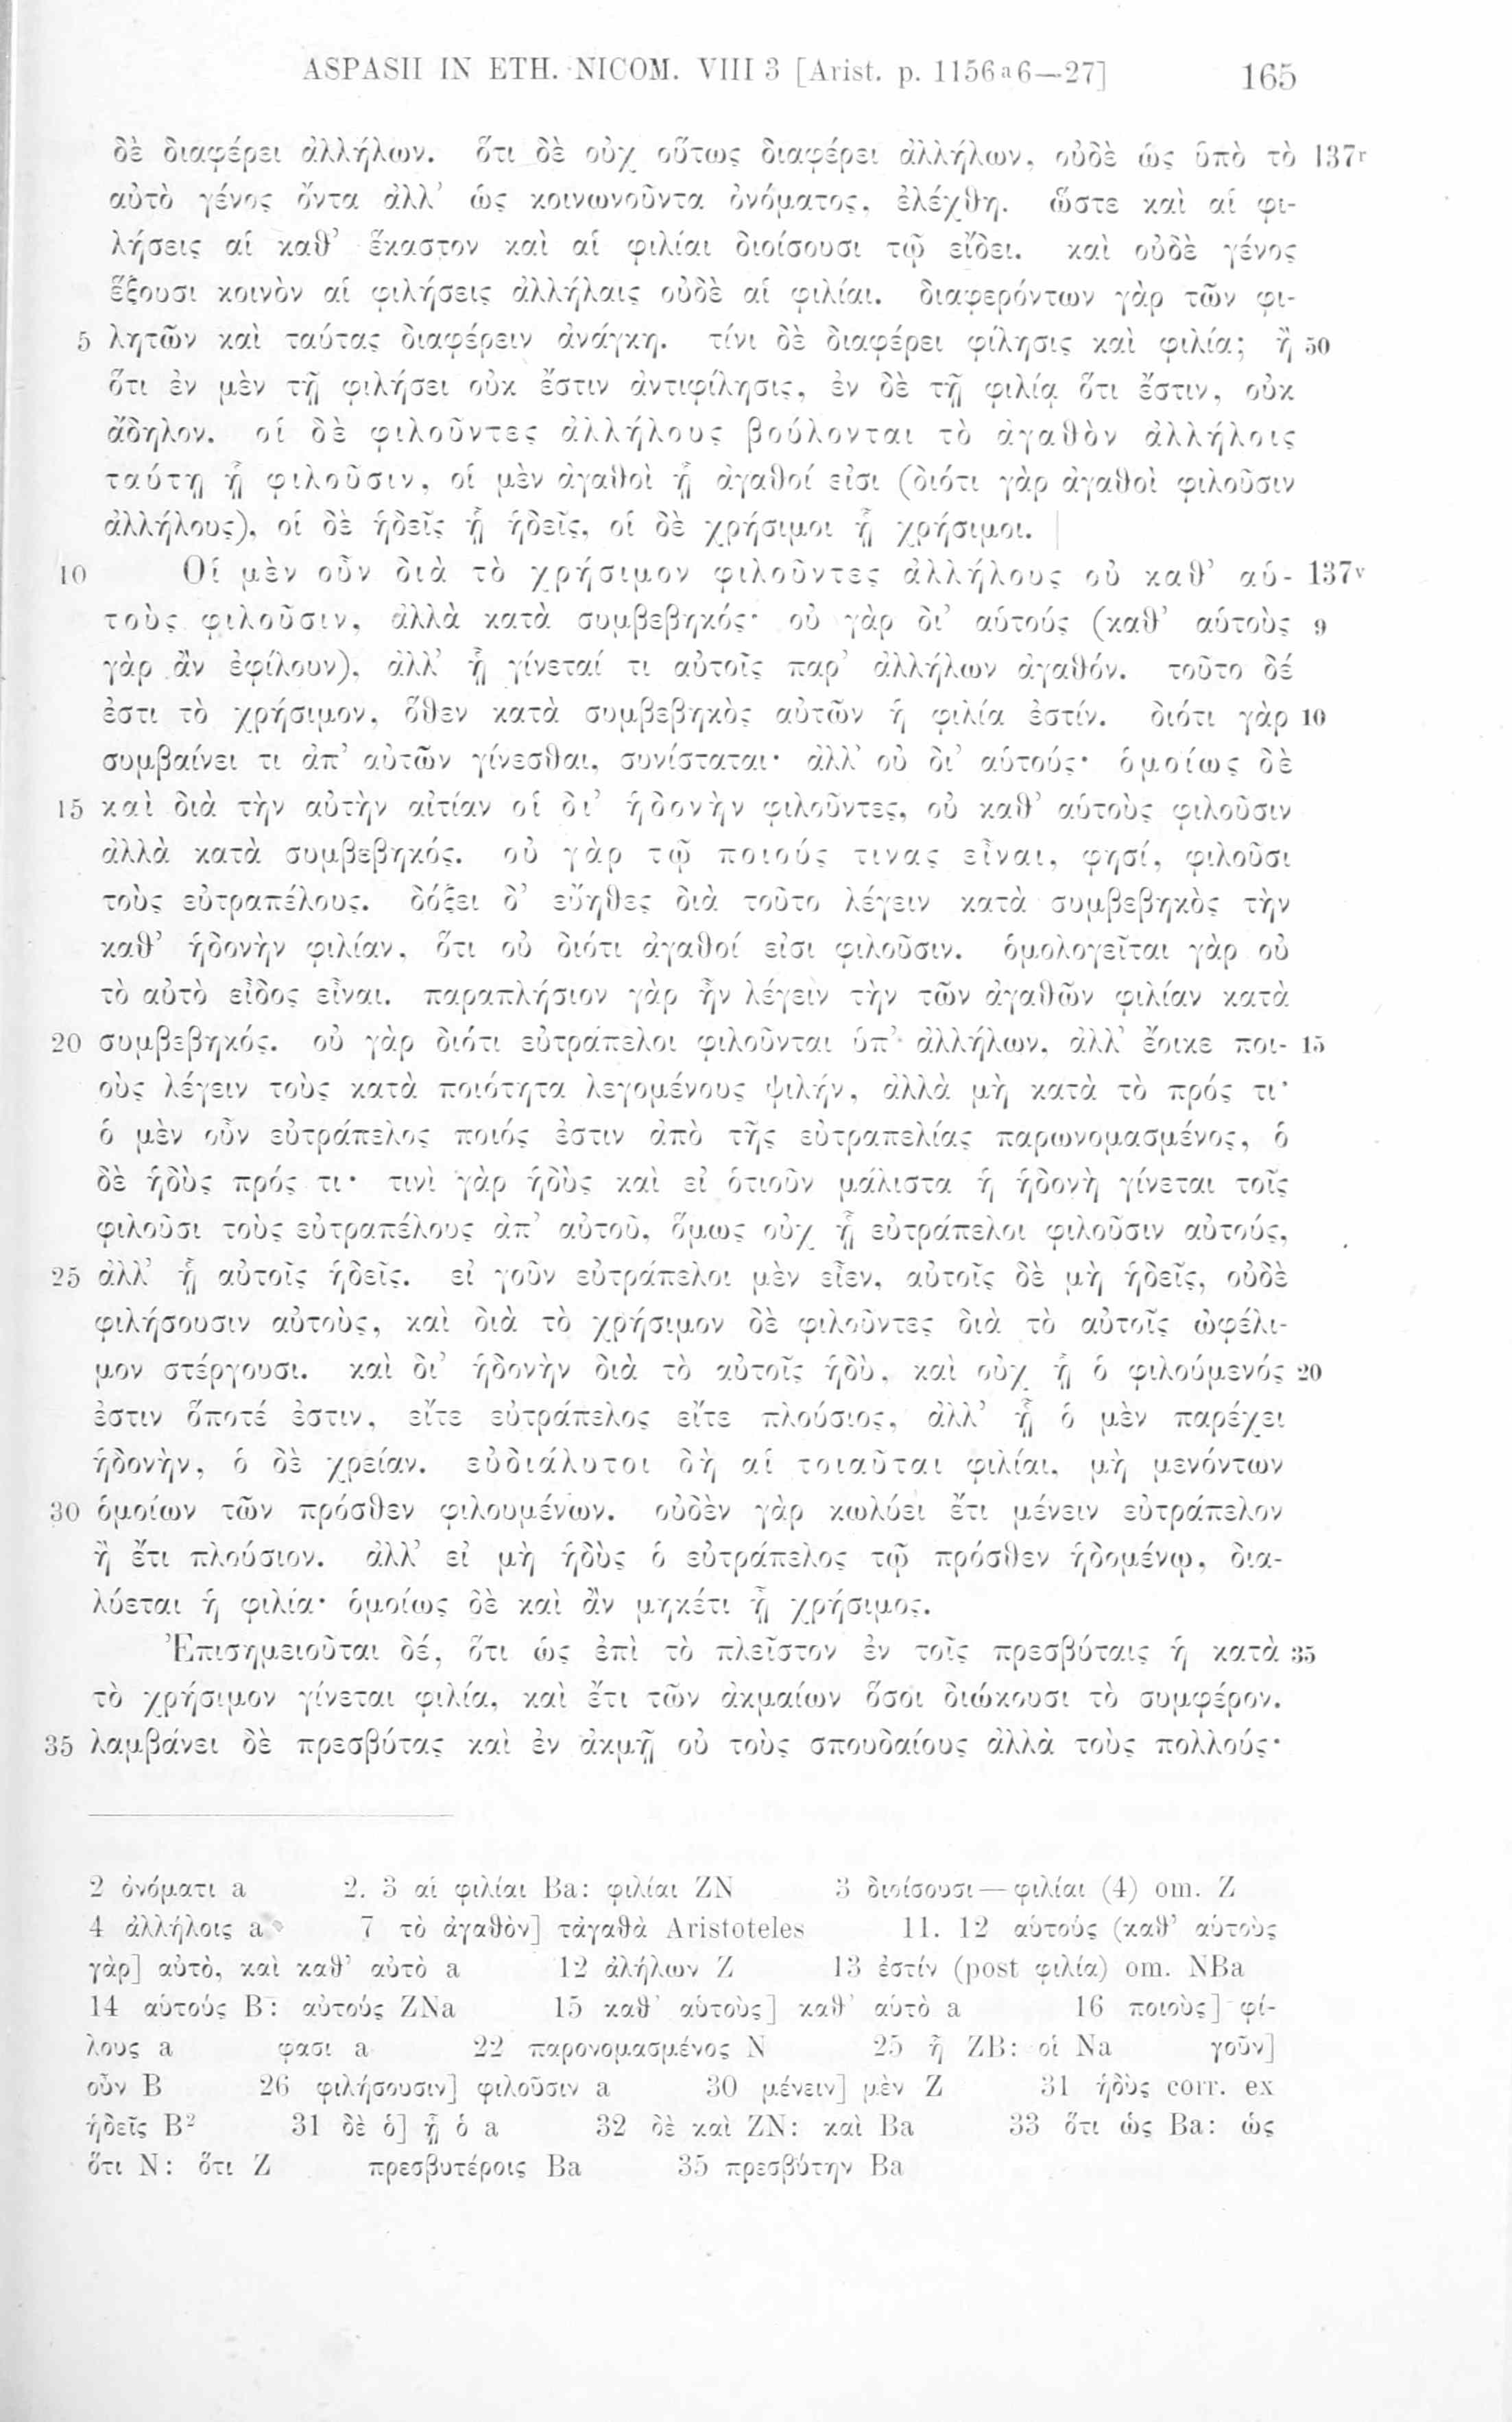 ASPASII IN ETH. NICOM. VIII 3 [Arist. p. 1156a6—27] 165
δὲ διαφέρει ἀλλήλων. ὅτι δὲ οὐχ οὕτως διαφέρει ἀλλήλων, οὐδὲ ὡς ὑπὸ τὸ 137r
αὐτὸ γένος ὄντα ἀλλ’ ὡς κοινωνοῦντα ὀνόματος, ἐλέχθη. ὥστε καὶ αἱ φι-
λήσεις αἱ καθ’ ἕκαστον καὶ αἱ φιλίαι διοίσουσι τῷ εἴδει. καὶ οὐδὲ γένος
ἕξουσι κοινὸν αἱ φιλήσεις ἀλλήλαις οὐδὲ αἱ φιλίαι. διαφερόντων γὰρ τῶν φι-
5 λητῶν καὶ ταύτας διαφέρειν ἀνάγκη. τίνι δὲ διαφέρει φίλησις καὶ φιλία; ἢ 50
ὅτι ἐν μὲν τῇ φιλήσει οὐκ ἔστιν ἀντιφίλησις, ἐν δὲ τῇ φιλίᾳ ὅτι ἔστιν, οὐκ
ἄδηλον. οἱ δὲ φιλοῦντες ἀλλήλους βούλονται τὸ ἀγαθὸν ἀλλήλοις
ταύτῃ ᾗ φιλοῦσιν, οἱ μὲν ἀγαθοὶ ᾗ ἀγαθοί εἰσι (διότι γὰρ ἀγαθοὶ φιλοῦσιν
ἀλλήλους), οἱ δὲ ἡδεῖς ᾗ ἡδεῖς, οἱ δὲ χρήσιμοι ᾗ χρήσιμοι. |
10 Οἱ μὲν οὖν διὰ τὸ χρήσιμον φιλοῦντες ἀλλήλους οὐ καθ’ αὑ- 137v
τοὺς φιλοῦσιν, ἀλλὰ κατὰ συμβεβηκός· οὐ γὰρ δι’ αὑτούς (καθ’ αὑτοὺς 9
γὰρ ἂν ἐφίλουν), ἀλλ’ ᾗ γίνεταί τι αὐτοῖς παρ’ ἀλλήλων ἀγαθόν. τοῦτο δέ
ἐστι τὸ χρήσιμον, ὅθεν κατὰ συμβεβηκὸς αὐτῶν ἡ φιλία ἐστίν. διότι γὰρ 10
συμβαίνει τι ἀπ’ αὐτῶν γίνεσθαι, συνίσταται· ἀλλ’ οὐ δι’ αὑτούς· ὁμοίως δὲ
15 καὶ διὰ τὴν αὐτὴν αἰτίαν οἱ δι’ ἡδονὴν φιλοῦντες, οὐ καθ’ αὑτοὺς φιλοῦσιν
ἀλλὰ κατὰ συμβεβηκός. οὐ γὰρ τῷ ποιούς τινας εἶναι, φησί, φιλοῦσι
τοὺς εὐτραπέλους. δόξει δ’ εὔηθες διὰ τοῦτο λέγειν κατὰ συμβεβηκὸς τὴν
καθ’ ἡδονὴν φιλίαν, ὅτι οὐ διότι ἀγαθοί εἰσι φιλοῦσιν. ὁμολογεῖται γὰρ οὐ
τὸ αὐτὸ εἶδος εἶναι. παραπλήσιον γὰρ ἦν λέγειν τὴν τῶν ἀγαθῶν φιλίαν κατὰ
20 συμβεβηκός. οὐ γὰρ διότι εὐτράπελοι φιλοῦνται ὑπ’ ἀλλήλων, ἀλλ’ ἔοικε ποι- 15
οὺς λέγειν τοὺς κατὰ ποιότητα λεγομένους ψιλήν, ἀλλὰ μὴ κατὰ τὸ πρός τι·
ὁ μὲν οὖν εὐτράπελος ποιός ἐστιν ἀπὸ τῆς εὐτραπελίας παρωνομασμένος, ὁ
δὲ ἡδὺς πρός τι· τινὶ γὰρ ἡδὺς καὶ εἰ ὁτιοῦν μάλιστα ἡ ἡδονὴ γίνεται τοῖς
φιλοῦσι τοὺς εὐτραπέλους ἀπ’ αὐτοῦ, ὅμως οὐχ ᾗ εὐτράπελοι φιλοῦσιν αὐτούς,
25 ἀλλ’ ᾗ αὐτοῖς ἡδεῖς. εἰ γοῦν εὐτράπελοι μὲν εἶεν, αὐτοῖς δὲ μὴ ἡδεῖς, οὐδὲ
φιλήσουσιν αὐτούς, καὶ διὰ τὸ χρήσιμον δὲ φιλοῦντες διὰ τὸ αὐτοῖς ὠφέλι-
μον στέργουσι. καὶ δι’ ἡδονὴν διὰ τὸ αὐτοῖς ἡδὺ, καὶ οὐχ ᾗ ὁ φιλούμενός 20
ἐστιν ὅποτέ ἐστιν, εἴτε εὐτράπελος εἴτε πλούσιος, ἀλλ’ ᾗ ὁ μὲν παρέχει
ἡδονὴν, ὁ δὲ χρείαν. εὐδιάλυτοι δὴ αἱ τοιαῦται φιλίαι, μὴ μενόντων
30 ὁμοίων τῶν πρόσθεν φιλουμένων. οὐδὲν γὰρ κωλύει ἔτι μένειν εὐτράπελον
ἢ ἔτι πλούσιον. ἀλλ’ εἰ μὴ ἡδὺς ὁ εὐτράπελος τῷ πρόσθεν ἡδομένῳ, δια-
λύεται ἡ φιλία· ὁμοίως δὲ καὶ ἂν μηκέτι ᾖ χρήσιμος.
Ἐπισημειοῦται δέ, ὅτι ὡς ἐπὶ τὸ πλεῖστον ἐν τοῖς πρεσβύταις ἡ κατὰ 35
τὸ χρήσιμον γίνεται φιλία, καὶ ἔτι τῶν ἀκμαίων ὅσοι διώκουσι τὸ συμφέρον.
35 λαμβάνει δὲ πρεσβύτας καὶ ἐν ἀκμῇ οὐ τοὺς σπουδαίους ἀλλὰ τοὺς πολλούς·
2 ὀνόματι a 2. 3 αἱ φιλίαι Ba: φιλίαι ZN 3 διοίσουσι — φιλίαι (4) om. Z
4 ἀλλήλοις a 7 τὸ ἀγαθὸν] τἀγαθὰ Aristoteles 11. 12 αὑτούς (καθ’ αὑτοὺς
γὰρ] αὐτὸ, καὶ καθ’ αὐτὸ a 12 ἀλήλων Z 13 ἐστίν (post φιλία) om. NBa
14 αὑτούς B: αὐτούς ZNa 15 καθ’ αὑτοὺς] καθ’ αὑτὸ a 16 ποιοὺς] φί-
λους a φασι a 22 παρονομασμένος N 25 ᾗ ZB: οἱ Na γοῦν]
οὖν B 26 φιλήσουσιν] φιλοῦσιν a 30 μένειν] μὲν Z 31 ἡδὺς corr. ex
ἡδεῖς B2 31 δὲ ὁ] ᾗ ὁ a 32 δὲ καὶ ZN: καὶ Ba 33 ὅτι ὡς Ba: ὡς
ὅτι N: ὅτι Z πρεσβυτέροις Ba 35 πρεσβύτην Ba